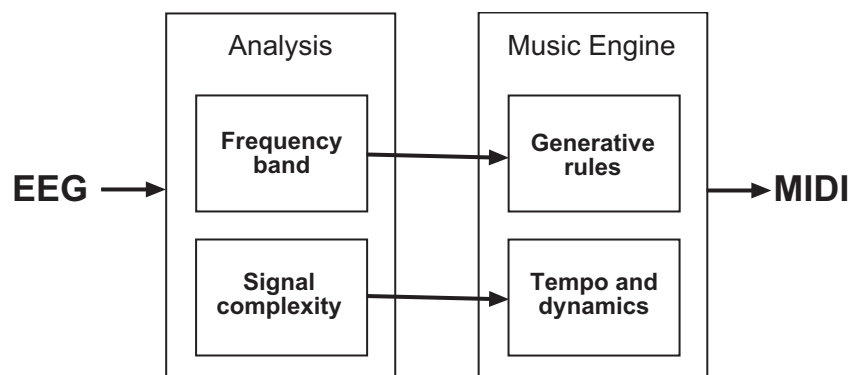 Analysis
Music Engine
Frequency
band
Generative
rules
EEG
MIDI
Signal
complexity
Tempo and
dynamics